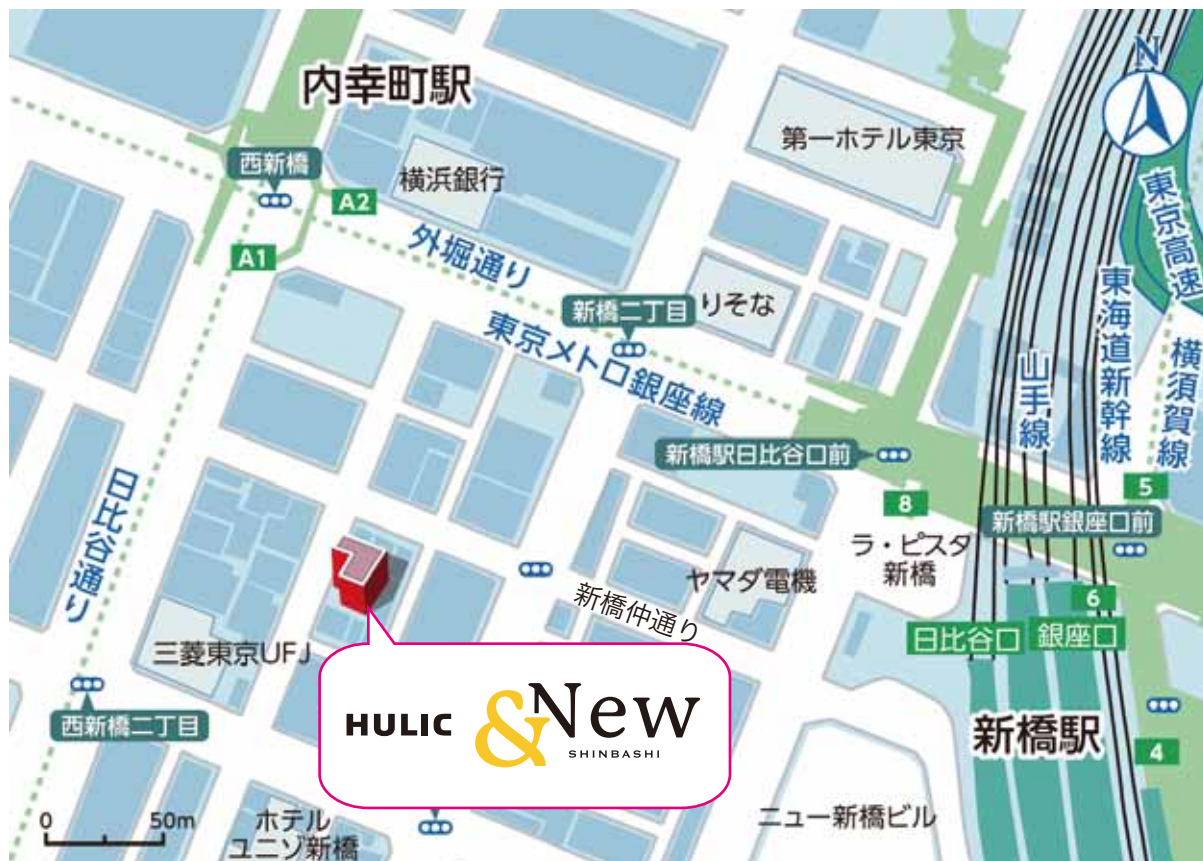 内幸町駅
N
第一ホテル東京
西新橋
横浜銀行
A2
A1
外堀通り
東京高速
新橋二丁目
りそな
東京メトロ銀座線
山手線
東海道新幹線
横須賀線
新橋駅日比谷口前
8
5
新橋駅銀座口前
日比谷通り
ラ・ピスタ
新橋
ヤマダ電機
新橋仲通り
6
日比谷口
銀座口
三菱東京UFJ
HULIC &New
SHINBASHI
西新橋二丁目
新橋駅
4
0 50m
ホテル
ユニゾ新橋
ニュー新橋ビル